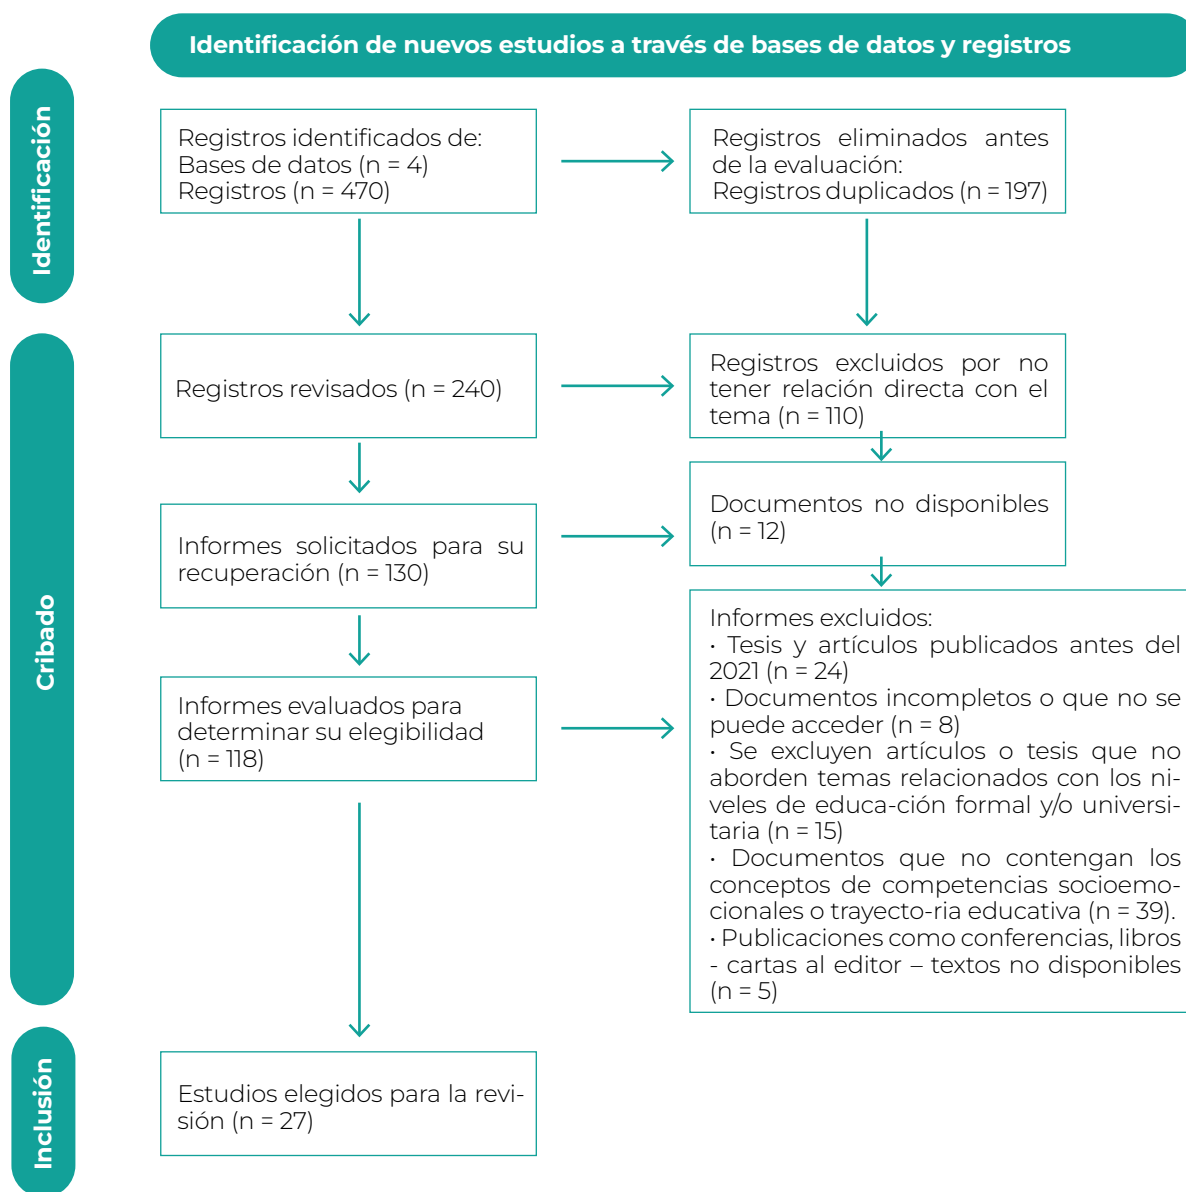 Identificación de nuevos estudios a través de bases de datos y registros
Identificación
Registros identificados de:
Bases de datos (n = 4)
Registros (n = 470)
Registros eliminados antes
de la evaluación:
Registros duplicados (n = 197)
Cribado
Registros revisados (n = 240)
Registros excluidos por no
tener relación directa con el
tema (n = 110)
Informes solicitados para su
recuperación (n = 130)
Documentos no disponibles
(n = 12)
Informes evaluados para
determinar su elegibilidad
(n = 118)
Informes excluidos:
· Tesis y artículos publicados antes del
2021 (n = 24)
· Documentos incompletos o que no se
puede acceder (n = 8)
· Se excluyen artículos o tesis que no
aborden temas relacionados con los ni-
veles de educa-ción formal y/o universi-
taria (n = 15)
· Documentos que no contengan los
conceptos de competencias socioemo-
cionales o trayecto-ria educativa (n = 39).
· Publicaciones como conferencias, libros
- cartas al editor – textos no disponibles
(n = 5)
Inclusión
Estudios elegidos para la revi-
sión (n = 27)